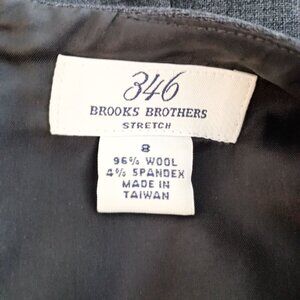 346
BROOKS BROTHERS
STRETCH
8
96% WOOL
4% SPANDEX
MADE IN
TAIWAN